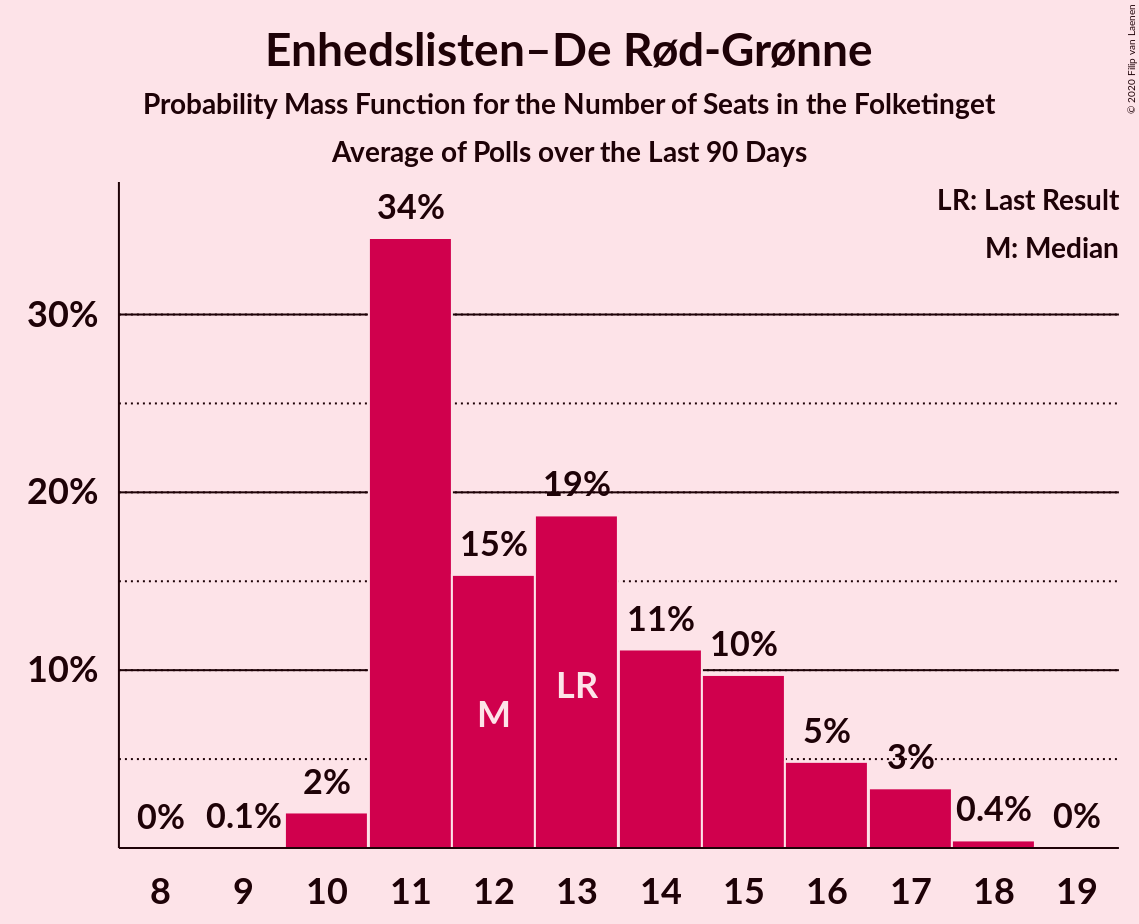 Enhedslisten–De Rød-Grønne
Probability Mass Function for the Number of Seats in the Folketinget
Average of Polls over the Last 90 Days
© 2020 Filip van Laenen
LR: Last Result
M: Median
34%
30%
20%
19%
15%
11%
10%
10%
LR
M
5%
3%
2%
0%
0.1%
0.4%
0%
8 9 10 11 12 13 14 15 16 17 18 19